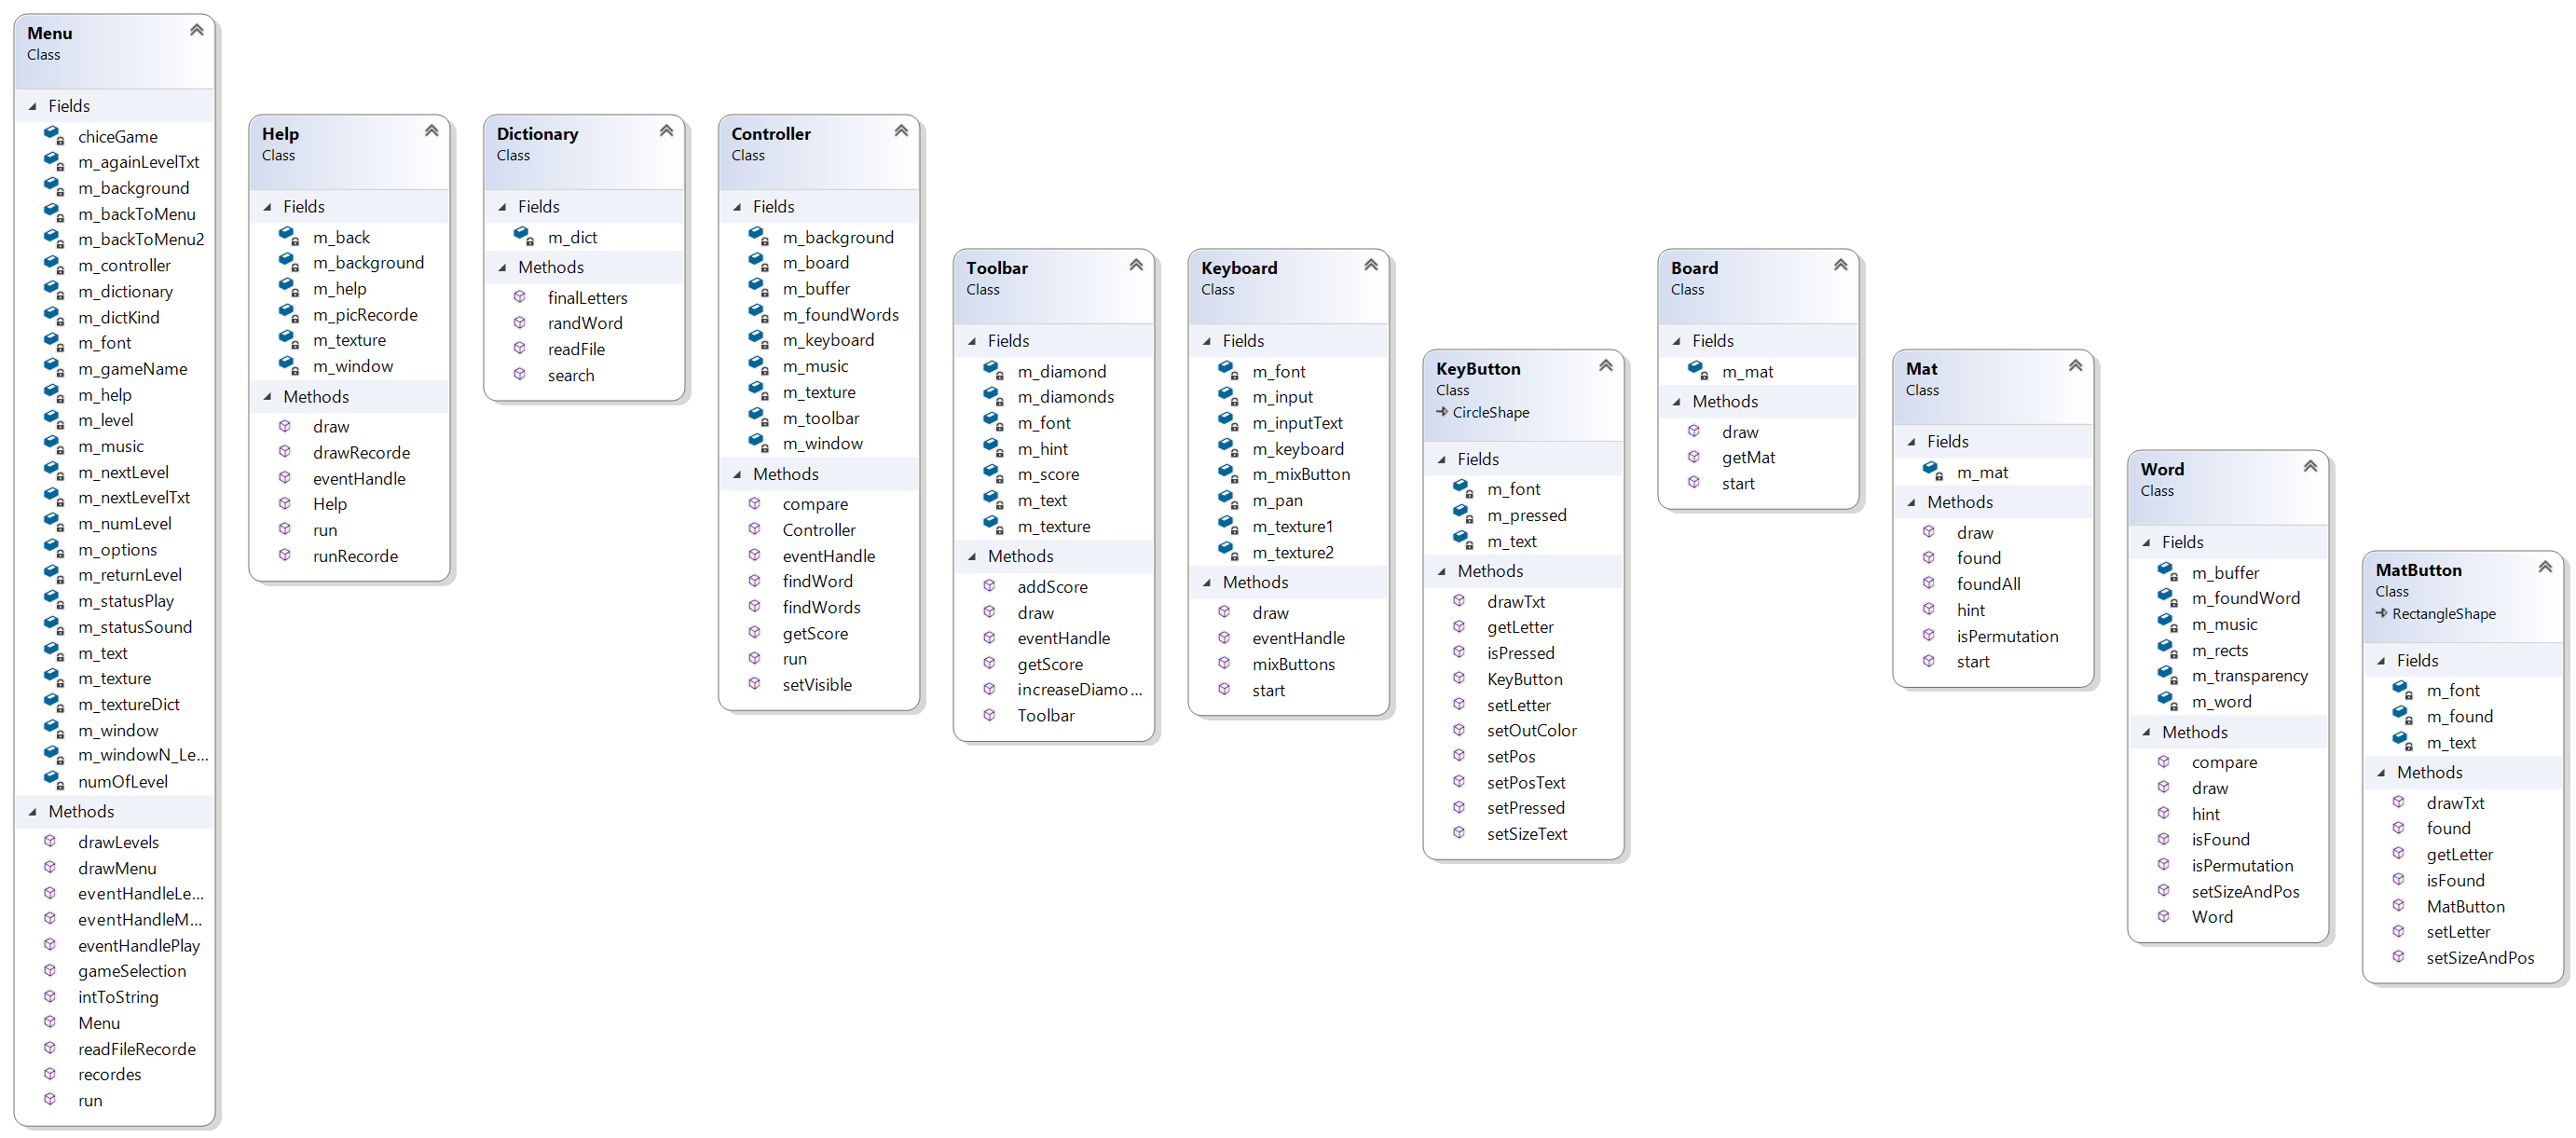 Menu
Class
Fields
chiceGame
m_againLevelTxt
m_background
m_backToMenu
m_backToMenu2
m_controller
m_dictionary
m_dictKind
m_font
m_gameName
m_help
m_level
m_music
m_nextLevel
m_nextLevelTxt
m_numLevel
m_options
m_returnLevel
m_statusPlay
m_statusSound
m_text
m_texture
m_textureDict
m_window
m_windowN_Le...
numOfLevel
Methods
drawLevels
drawMenu
eventHandleLe...
eventHandleM...
eventHandlePlay
gameSelection
intToString
Menu
readFileRecorde
recordes
run
Help
Class
Fields
m_back
m_background
m_help
m_picRecorde
m_texture
m_window
Methods
draw
drawRecorde
eventHandle
Help
run
runRecorde
Dictionary
Class
Fields
m_dict
Methods
finalLetters
randWord
readFile
search
Controller
Class
Fields
m_background
m_board
m_buffer
m_foundWords
m_keyboard
m_music
m_texture
m_toolbar
m_window
Methods
compare
Controller
eventHandle
findWord
findWords
getScore
run
setVisible
Toolbar
Class
Fields
m_diamond
m_diamonds
m_font
m_hint
m_score
m_text
m_texture
Methods
addScore
draw
eventHandle
getScore
increaseDiamo...
Toolbar
Keyboard
Class
Fields
m_font
m_input
m_inputText
m_keyboard
m_mixButton
m_pan
m_texture1
m_texture2
Methods
draw
eventHandle
mixButtons
start
KeyButton
Class
CircleShape
Fields
m_font
m_pressed
m_text
Methods
drawTxt
getLetter
isPressed
KeyButton
setLetter
setOutColor
setPos
setPosText
setPressed
setSizeText
Board
Class
Fields
m_mat
Methods
draw
getMat
start
Mat
Class
Fields
m_mat
Methods
draw
found
foundAll
hint
isPermutation
start
Word
Class
Fields
m_buffer
m_foundWord
m_music
m_rects
m_transparency
m_word
Methods
compare
draw
hint
isFound
isPermutation
setSizeAndPos
Word
MatButton
Class
RectangleShape
Fields
m_font
m_found
m_text
Methods
drawTxt
found
getLetter
isFound
MatButton
setLetter
setSizeAndPos